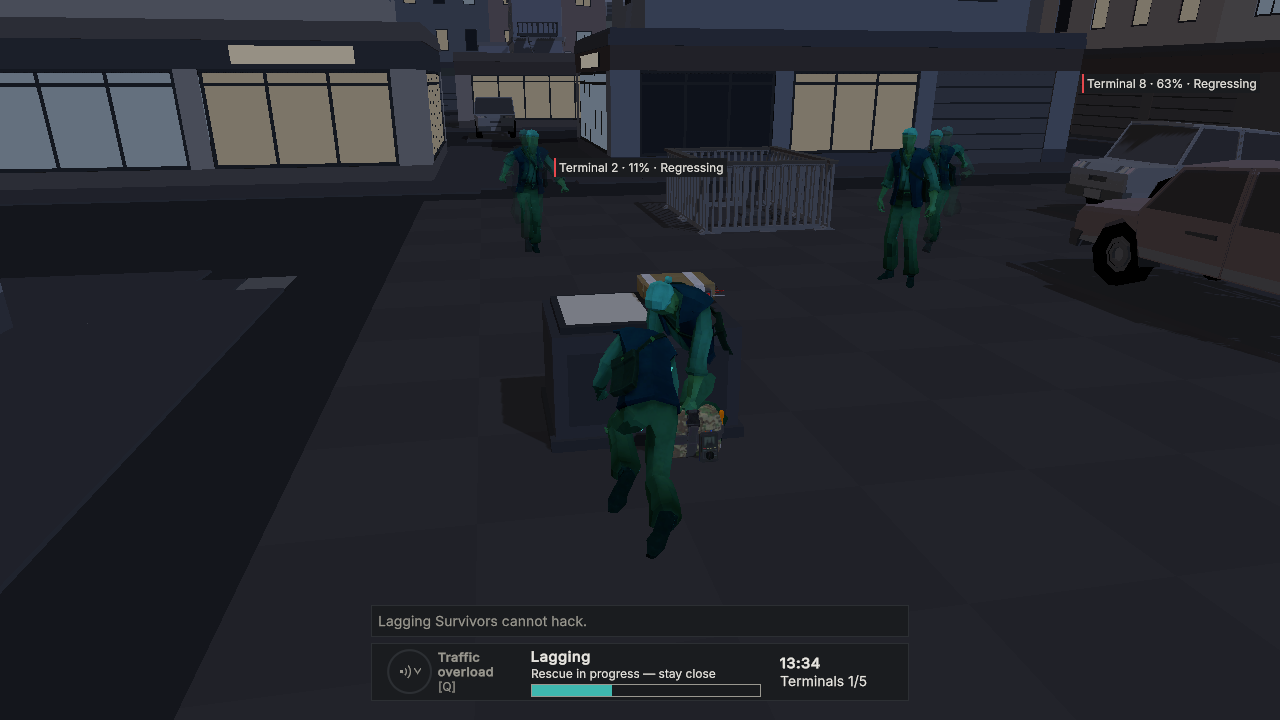 Terminal 8 · 63% · Regressing
Terminal 2 · 11% · Regressing
Lagging Survivors cannot hack.
Traffic
overload
[Q]
Lagging
Rescue in progress — stay close
13:34
Terminals 1/5